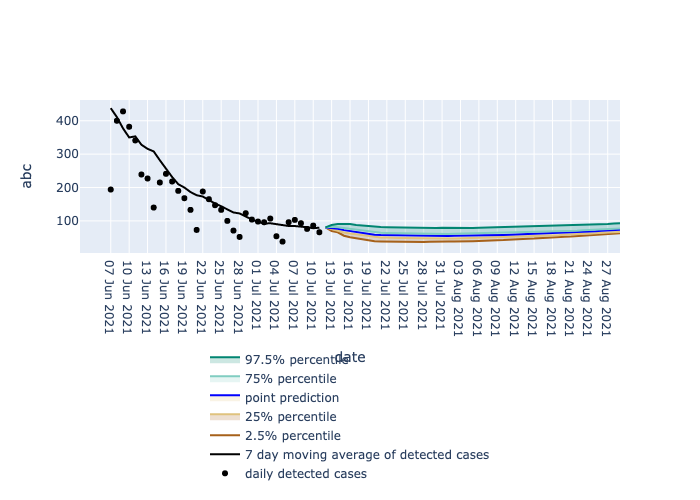 400
300
200
100
abc
07 Jun 2021
10 Jun 2021
13 Jun 2021
16 Jun 2021
19 Jun 2021
22 Jun 2021
25 Jun 2021
28 Jun 2021
01 Jul 2021
04 Jul 2021
07 Jul 2021
10 Jul 2021
13 Jul 2021
16 Jul 2021
19 Jul 2021
22 Jul 2021
25 Jul 2021
28 Jul 2021
31 Jul 2021
03 Aug 2021
06 Aug 2021
09 Aug 2021
12 Aug 2021
15 Aug 2021
18 Aug 2021
21 Aug 2021
24 Aug 2021
27 Aug 2021
date
97.5% percentile
75% percentile
point prediction
25% percentile
2.5% percentile
7 day moving average of detected cases
daily detected cases